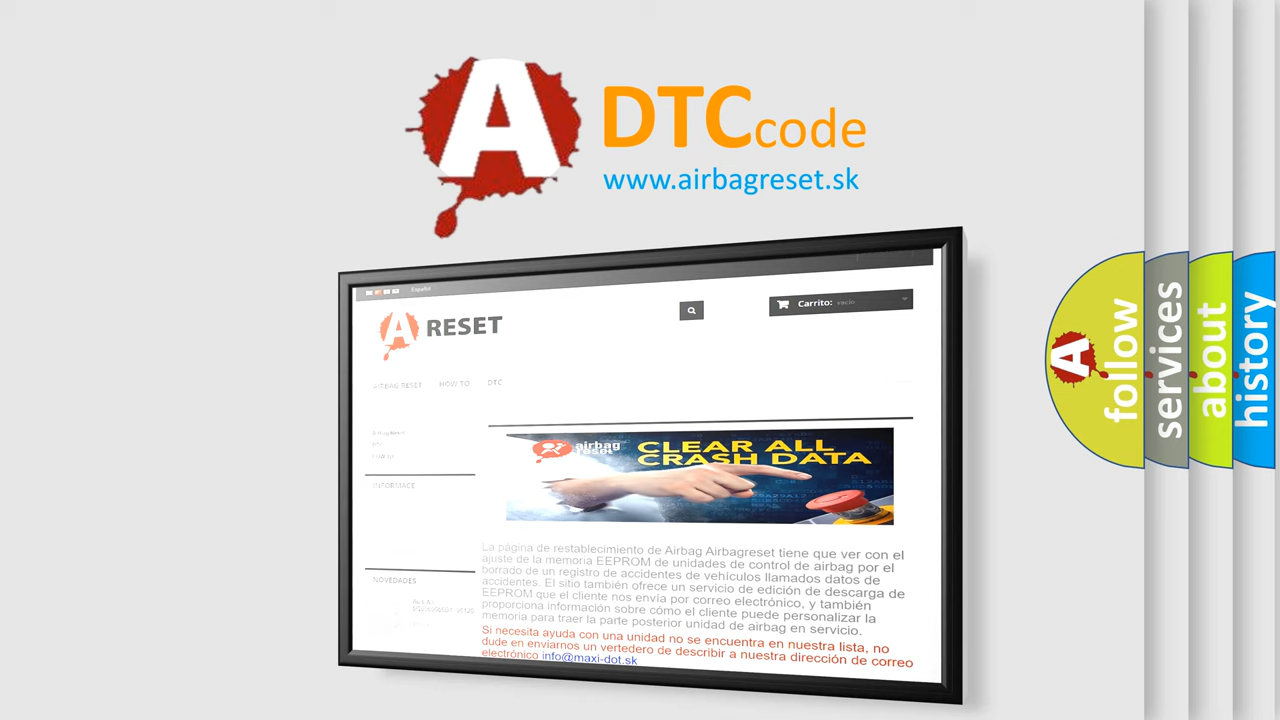 A
DTC code
www.airbagreset.sk
Español
Carrito: vacío
A RESET
AIRBAG RESET HOW TO DTC
INFORMACE
NOVEDADES
airbag
reset
CLEAR ALL
CRASH DATA
La página de restablecimiento de Airbag Airbagreset tiene que ver con el
ajuste de la memoria EEPROM de unidades de control de airbag por el
borrado de un registro de accidentes de vehículos llamados datos de
accidentes. El sitio también ofrece un servicio de edición de descarga de
EEPROM que el cliente nos envía por correo electrónico, y también
proporciona información sobre cómo el cliente puede personalizar la
memoria para traer la parte posterior unidad de airbag en servicio.
Si necesita ayuda con una unidad no se encuentra en nuestra lista, no
dude en enviarnos un vertedero de describir a nuestra dirección de correo
electrónico info@maxi-dot.sk
A
follow
services
about
history